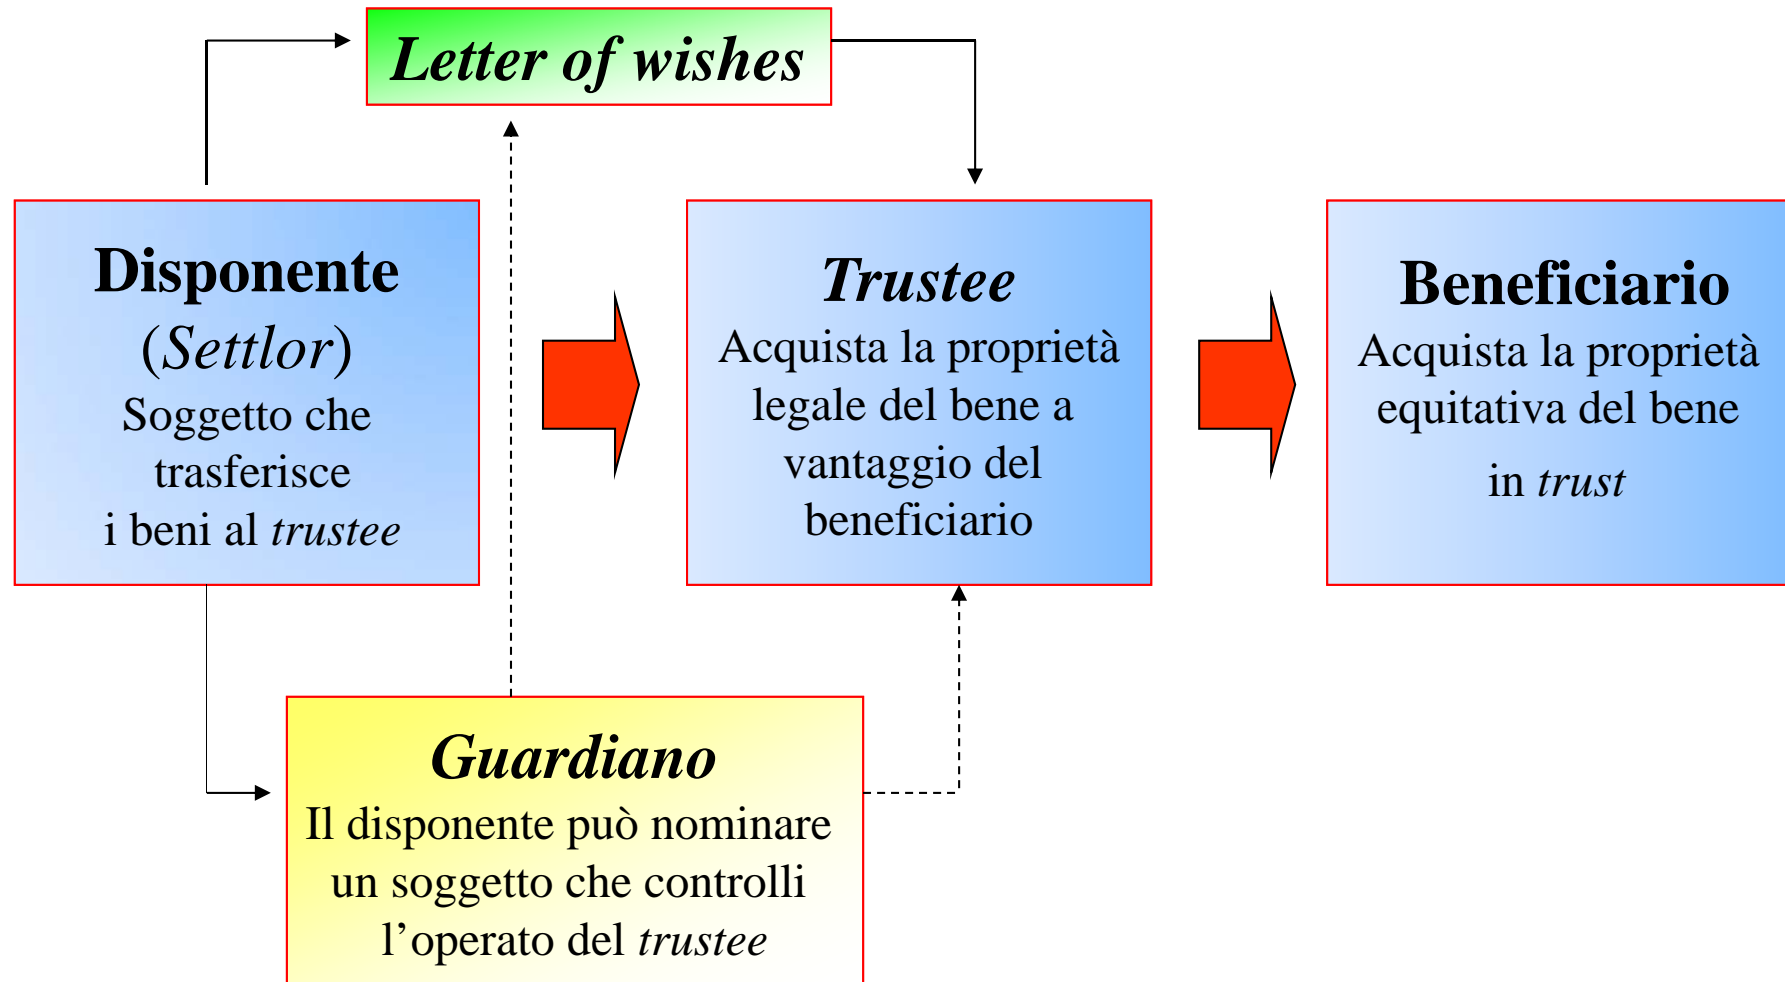 Letter of wishes
Disponente
(Settlor)
Soggetto che
trasferisce
i beni al trustee
Trustee
Acquista la proprietà
legale del bene a
vantaggio del
beneficiario
Beneficiario
Acquista la proprietà
equitativa del bene
in trust
Guardiano
Il disponente può nominare
un soggetto che controlli
l’operato del trustee